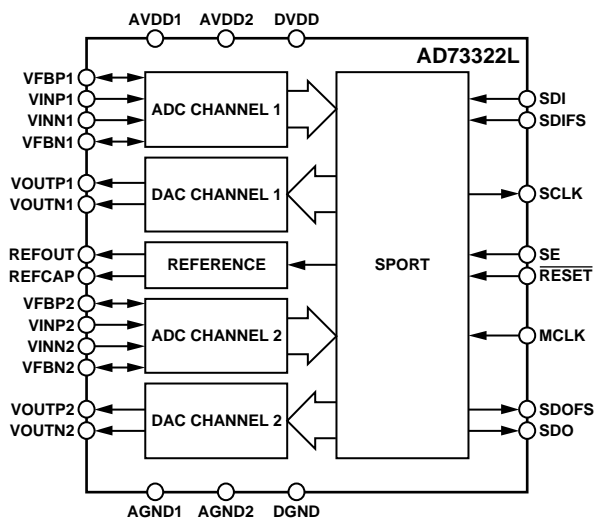 AVDD1 AVDD2 DVDD
AD73322L
VFBP1
VINP1
VINN1
VFBN1
ADC CHANNEL 1
VOUTP1
VOUTN1
DAC CHANNEL 1
REFOUT
REFCAP
REFERENCE
VFBP2
VINP2
VINN2
VFBN2
ADC CHANNEL 2
VOUTP2
VOUTN2
DAC CHANNEL 2
SPORT
SDI
SDIFS
SCLK
SE
RESET
MCLK
SDOFS
SDO
AGND1 AGND2 DGND